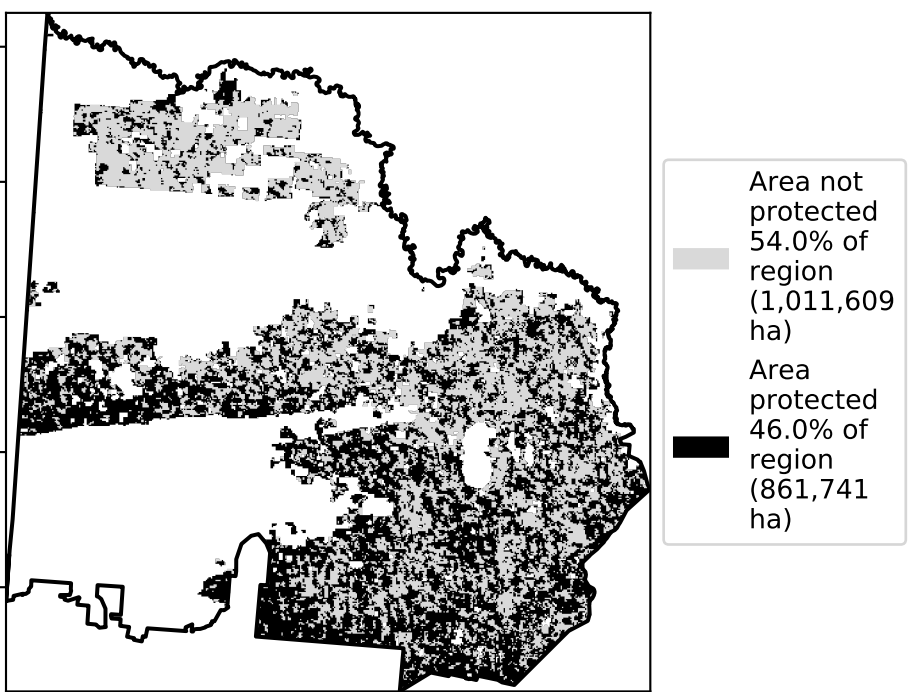 Area not
protected
54.0% of
region
(1,011,609
ha)
Area
protected
46.0% of
region
(861,741
ha)